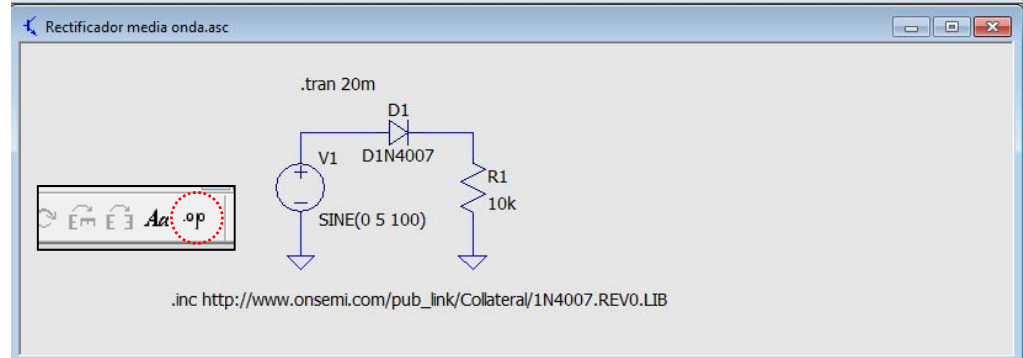 Rectificador media onda.asc
.tran 20m
D1
V1
D1N4007
R1
10k
SINE(0 5 100)
Aa .op
.inc http://www.onsemi.com/pub_link/Collateral/1N4007.REV0.LIB